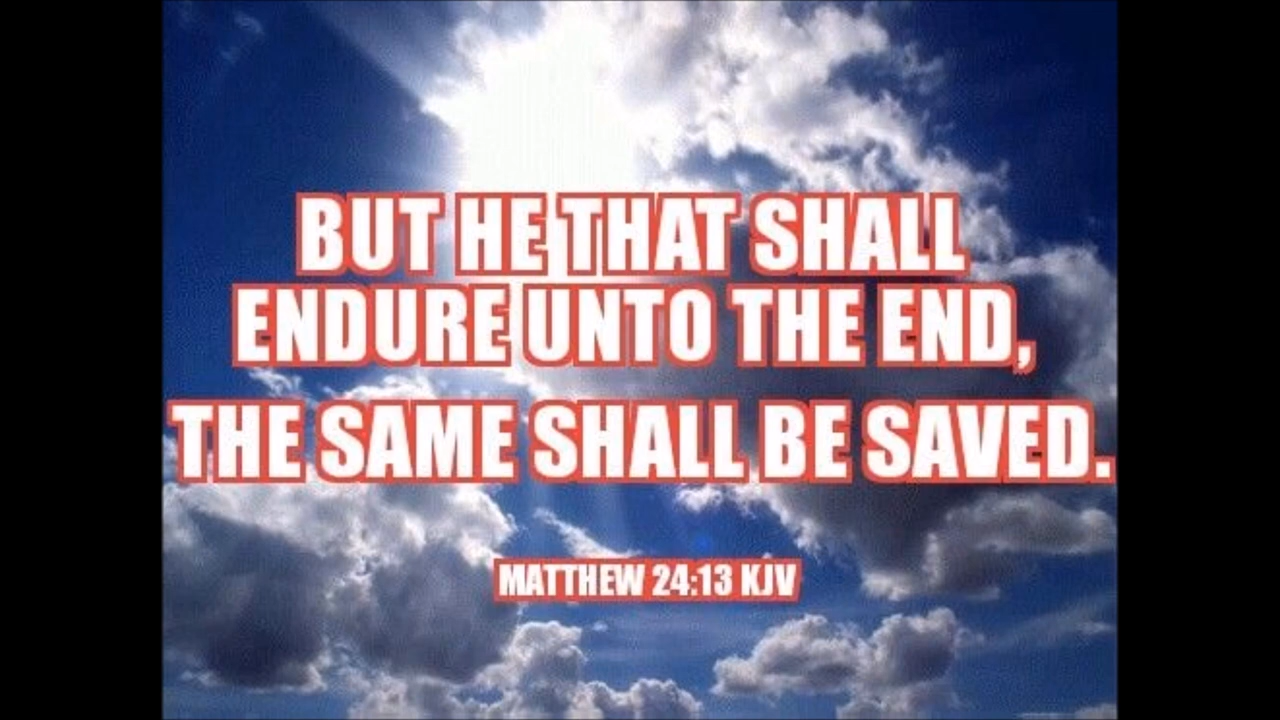 BUT HE THAT SHALL
ENDURE UNTO THE END,
THE SAME SHALL BE SAVED.
MATTHEW 24:13 KJV